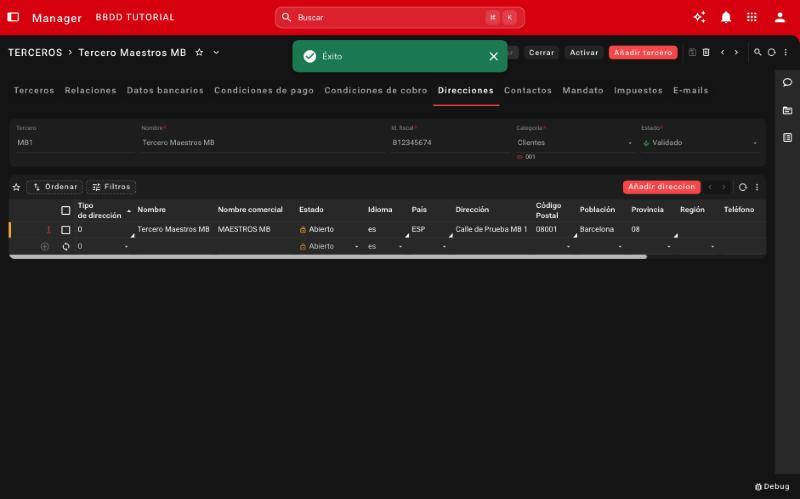 Manager BBDD TUTORIAL Buscar ⌘ K
TERCEROS > Tercero Maestros MB Cerrar Activar Añadir tercero
Éxito
Terceros Relaciones Datos bancarios Condiciones de pago Condiciones de cobro Direcciones Contactos Mandato Impuestos E-mails
Tercero Nombre* Id. fiscal* Categoría* Estado*
MB1 Tercero Maestros MB B12345674 Clientes Validado
001
Ordenar Filtros Añadir direccion
Tipo de dirección Nombre Nombre comercial Estado Idioma País Dirección Código Postal Población Provincia Región Teléfono
1 0 Tercero Maestros MB MAESTROS MB Abierto es ESP Calle de Prueba MB 1 08001 Barcelona 08
0 Abierto es
Debug